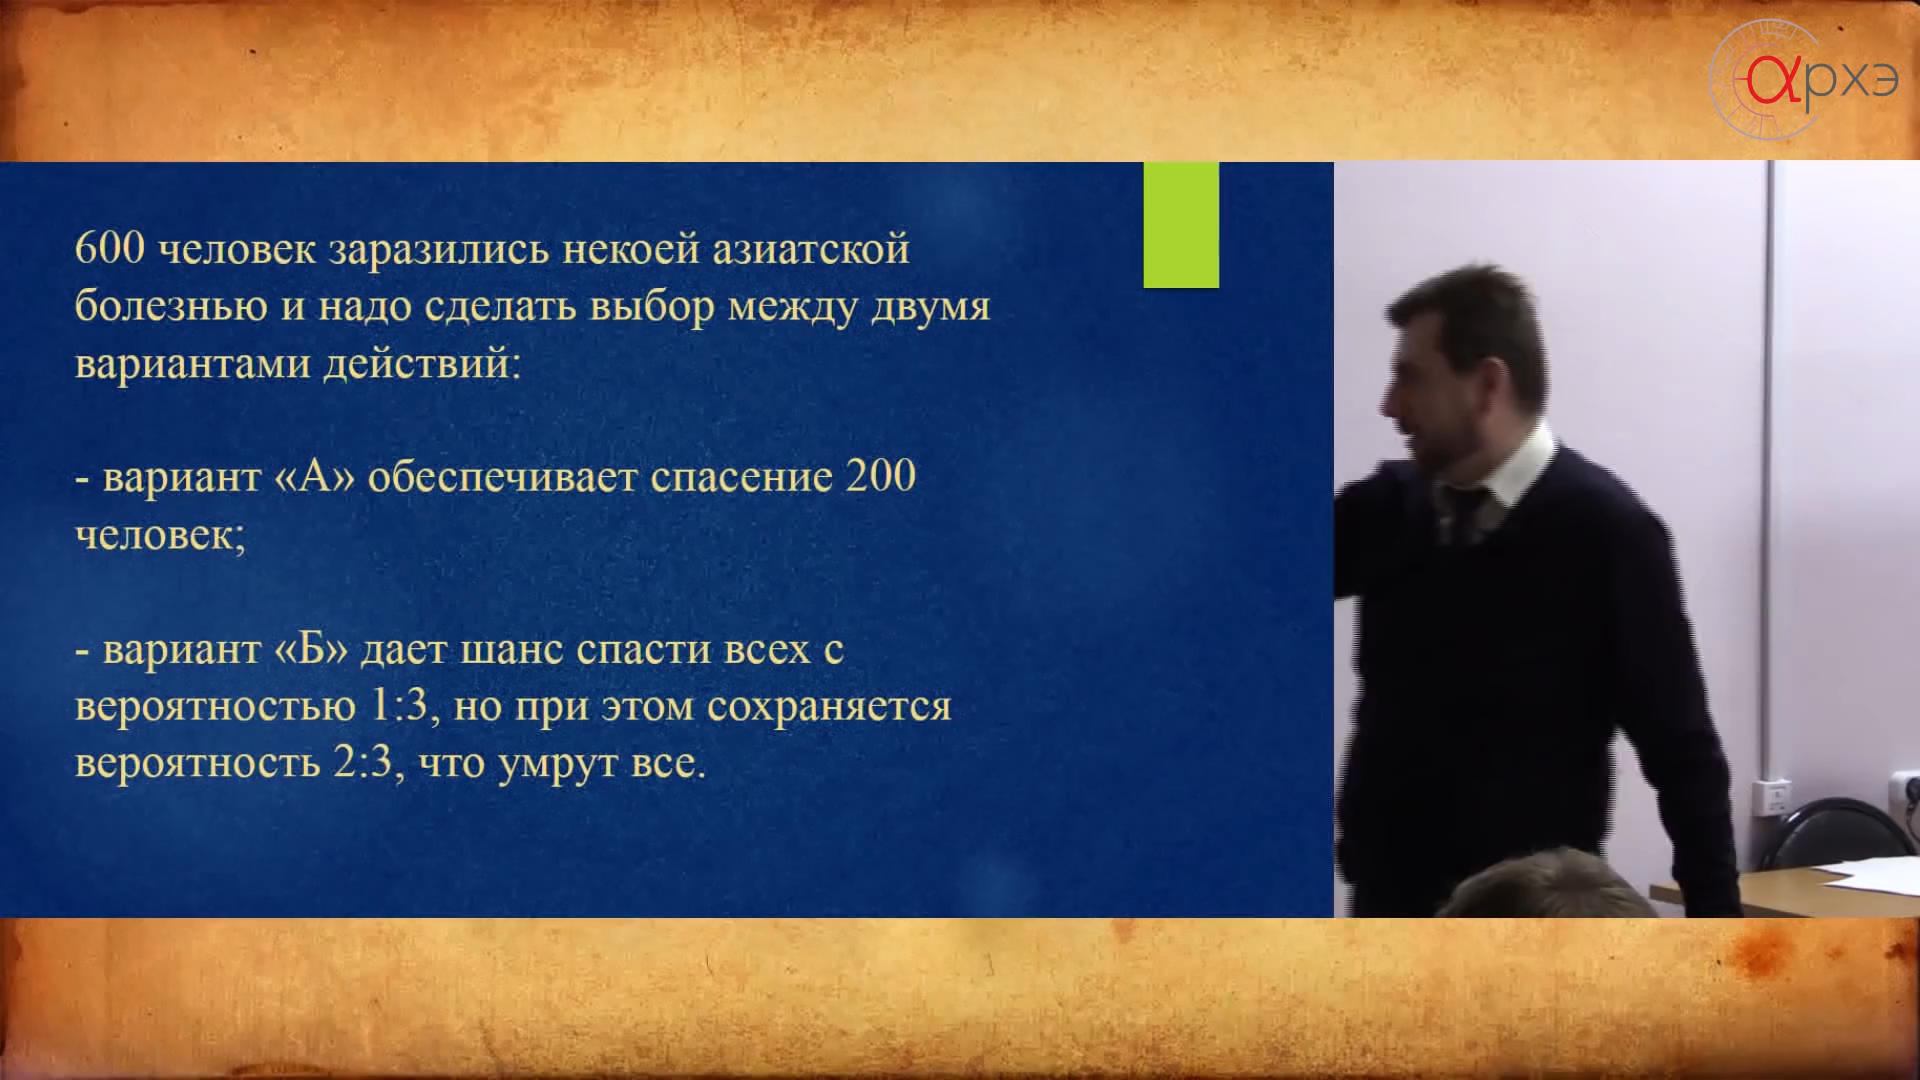 αрхэ
600 человек заразились некоей азиатской
болезнью и надо сделать выбор между двумя
вариантами действий:
- вариант «А» обеспечивает спасение 200
человек;
- вариант «Б» дает шанс спасти всех с
вероятностью 1:3, но при этом сохраняется
вероятность 2:3, что умрут все.